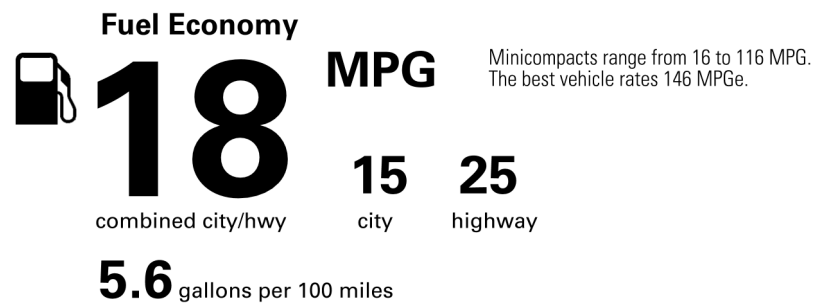 Fuel Economy
18
MPG
Minicompacts range from 16 to 116 MPG.
The best vehicle rates 146 MPGe.
15 25
combined city/hwy city highway
5.6 gallons per 100 miles